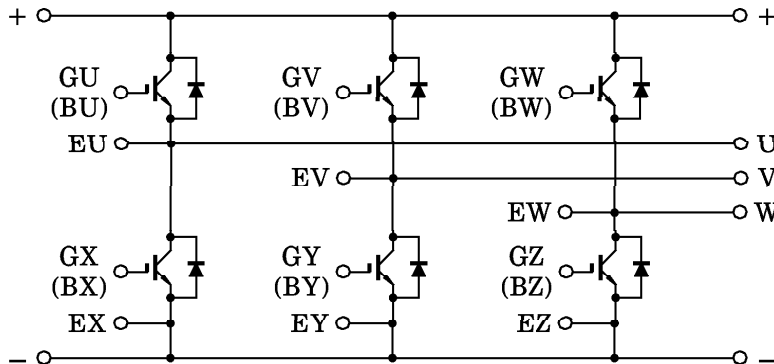 + +
GU GV GW
(BU) (BV) (BW)
EU U
EV V
EW W
GX GY GZ
(BX) (BY) (BZ)
EX EY EZ
− −